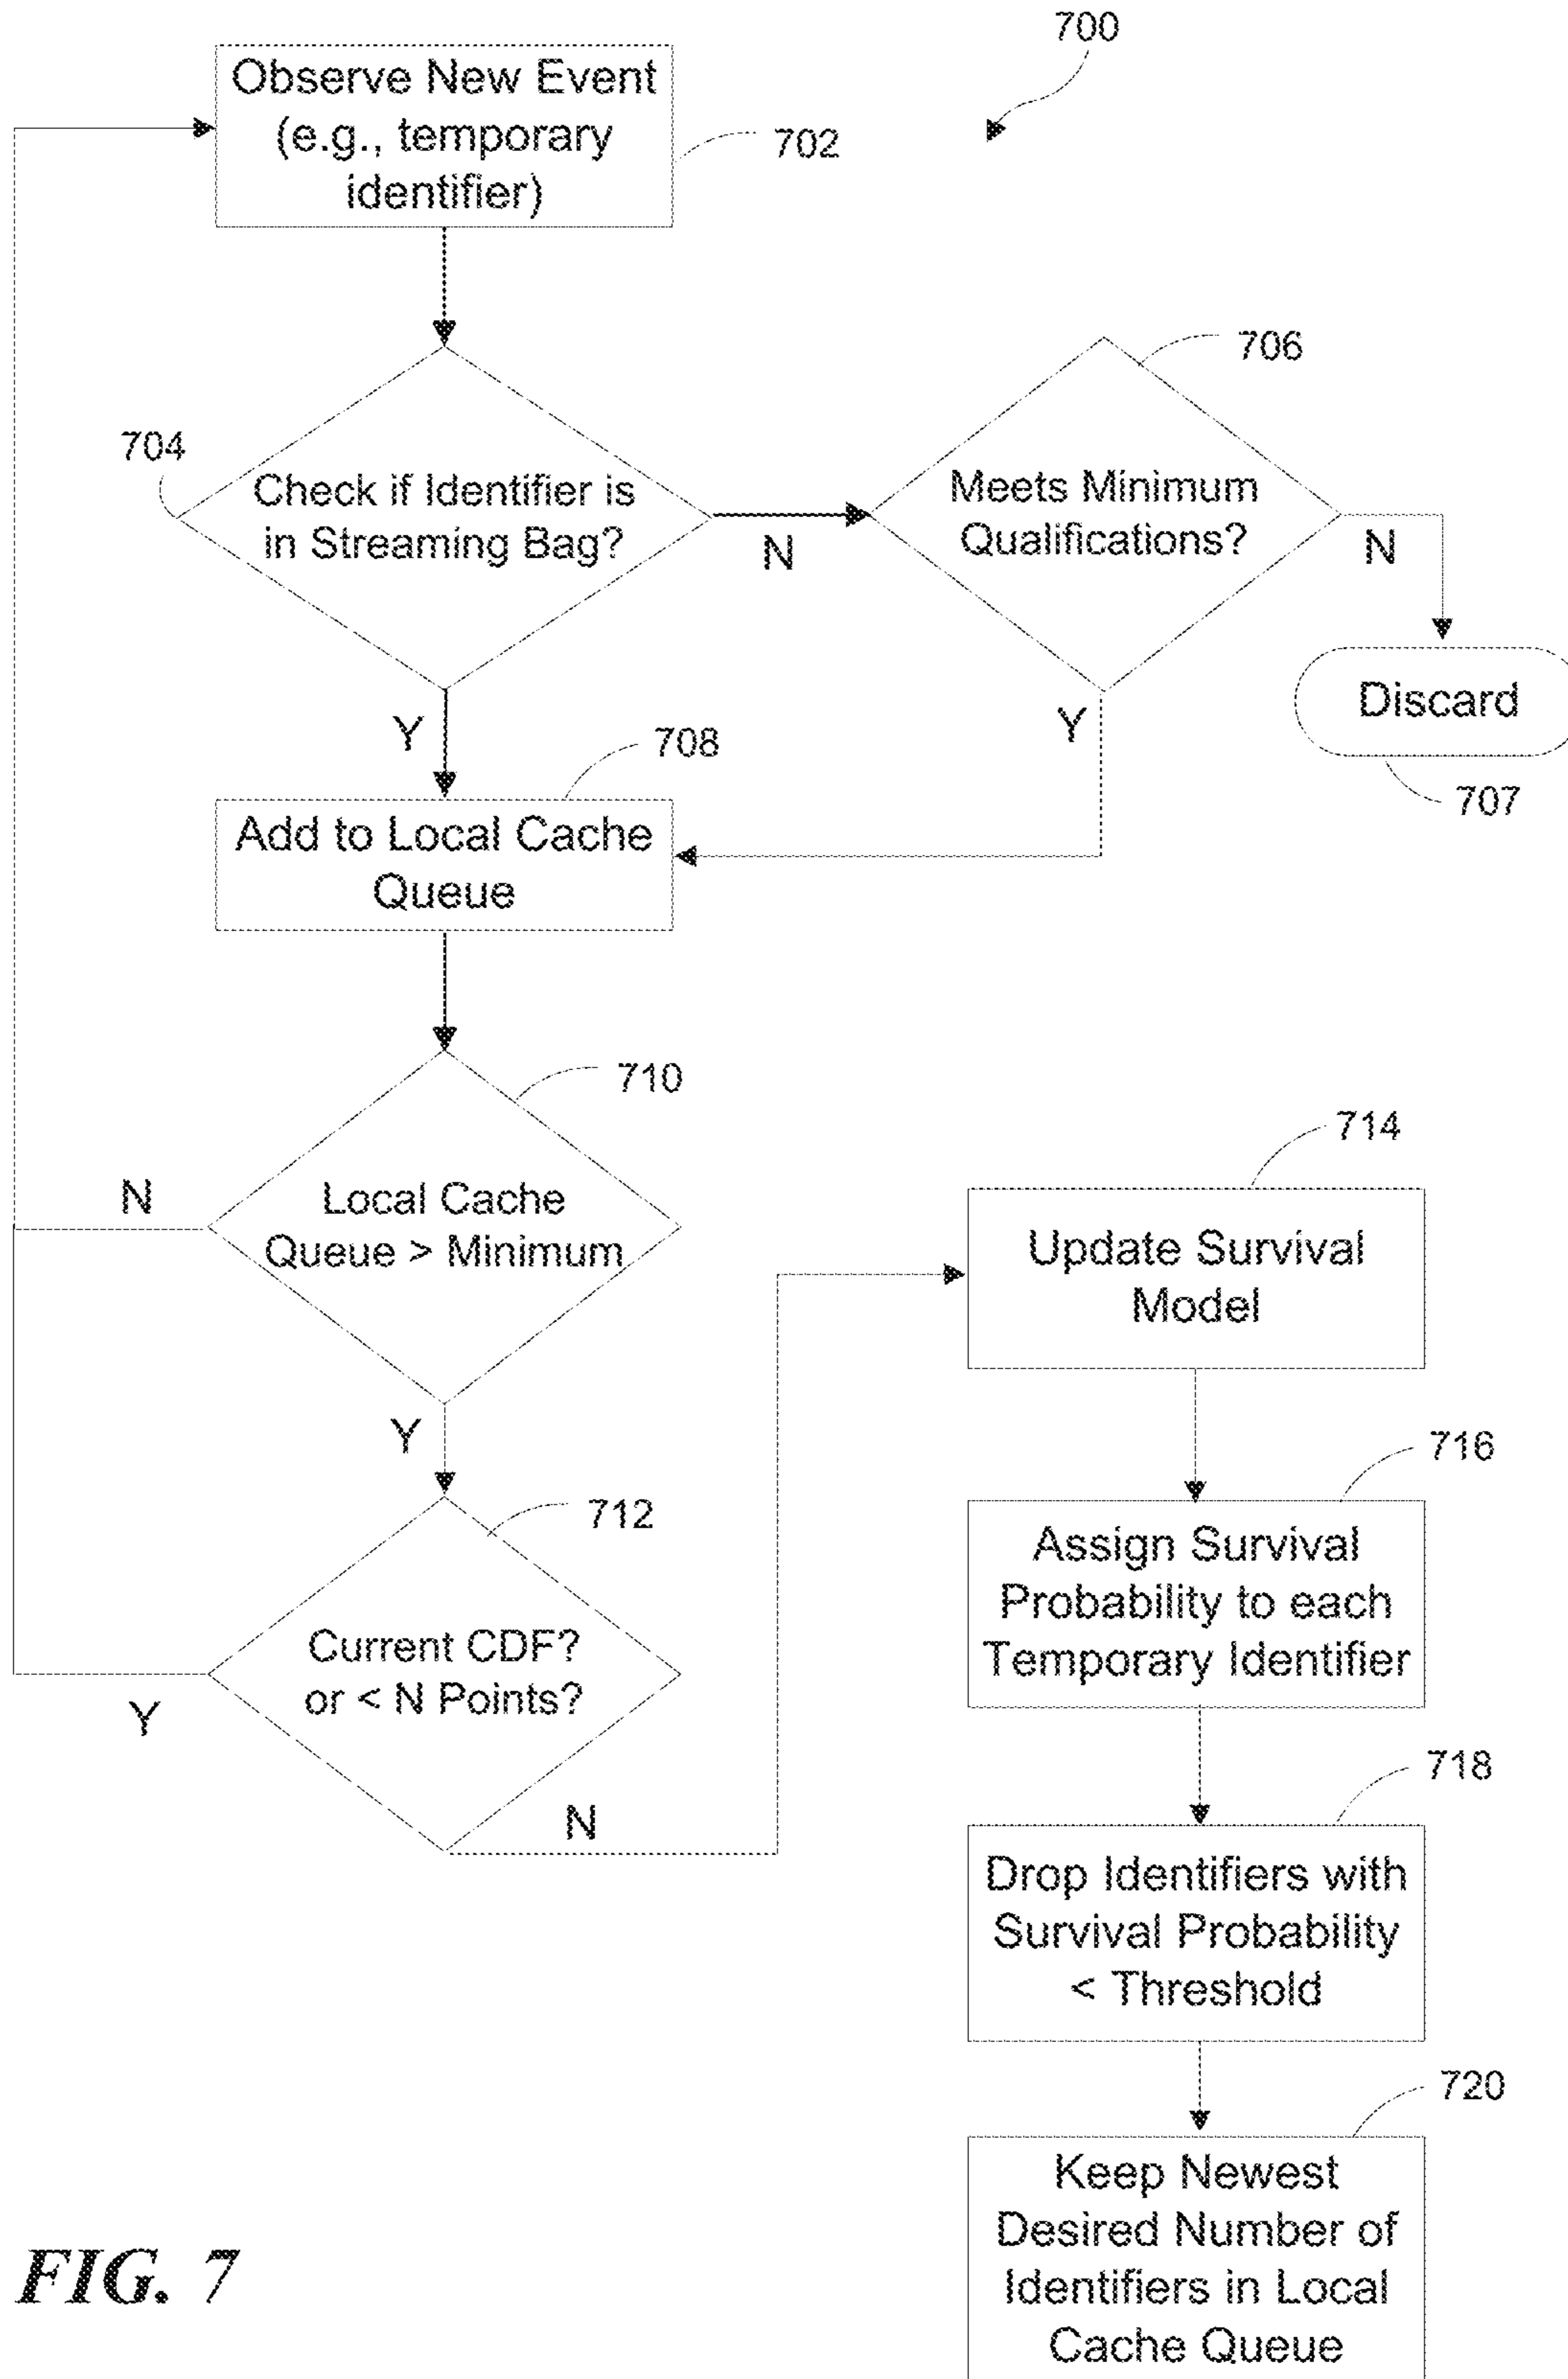 700
Observe New Event
(e.g., temporary
identifier)
702
706
704
Check if Identifier is
in Streaming Bag?
N
Meets Minimum
Qualifications?
N
Discard
707
Y
Y
708
Add to Local Cache
Queue
710
N
Local Cache
Queue > Minimum
Y
712
Current CDF?
or < N Points?
Y
N
714
Update Survival
Model
716
Assign Survival
Probability to each
Temporary Identifier
718
Drop Identifiers with
Survival Probability
< Threshold
720
Keep Newest
Desired Number of
Identifiers in Local
Cache Queue
FIG. 7